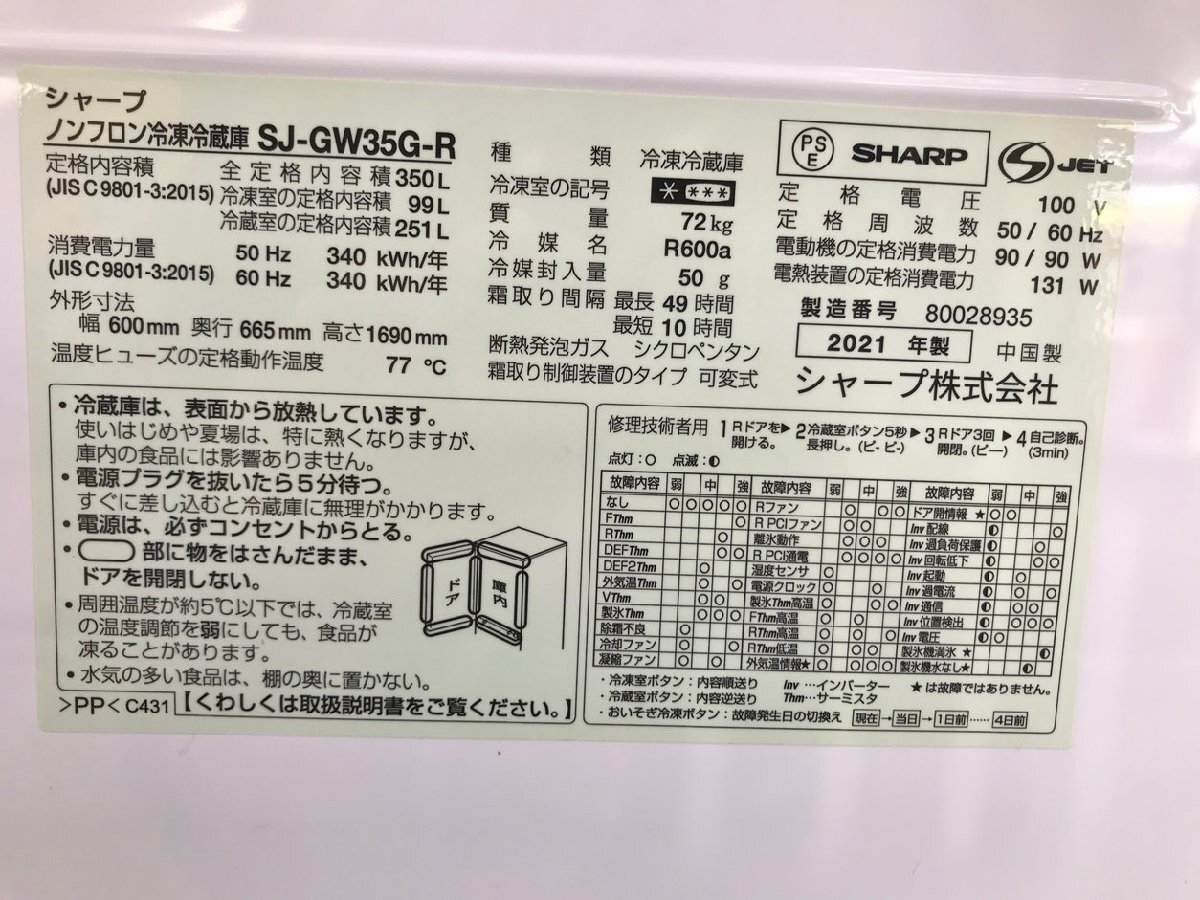 シャープ
ノンフロン冷凍冷蔵庫 SJ-GW35G-R
定格内容積 全定格内容積 350 L
(JIS C 9801-3:2015) 冷凍室の定格内容積 99 L
冷蔵室の定格内容積 251 L
消費電力量 50 Hz 340 kWh/年
(JIS C 9801-3:2015) 60 Hz 340 kWh/年
外形寸法
幅 600mm 奥行 665mm 高さ1690mm
温度ヒューズの定格動作温度 77 ℃
種類 冷凍冷蔵庫
冷凍室の記号 * ***
質量 72 kg
冷媒名 R600a
冷媒封入量 50 g
霜取り間隔 最長 49 時間
最短 10 時間
断熱発泡ガス シクロペンタン
霜取り制御装置のタイプ 可変式
PSE SHARP S JET
定格電圧 100 V
定格周波数 50 / 60 Hz
電動機の定格消費電力 90 / 90 W
電熱装置の定格消費電力 131 W
製造番号 80028935
2021 年製 中国製
シャープ株式会社
・冷蔵庫は、表面から放熱しています。
使いはじめや夏場は、特に熱くなりますが、
庫内の食品には影響ありません。
・電源プラグを抜いたら5分待つ。
すぐに差し込むと冷蔵庫に無理がかかります。
・電源は、必ずコンセントからとる。
・部に物をはさんだまま、
ドアを開閉しない。
・周囲温度が約5℃以下では、冷蔵室
の温度調節を弱にしても、食品が
凍ることがあります。
・水気の多い食品は、棚の奥に置かない。
ドア 庫内
>PP< C431 【くわしくは取扱説明書をご覧ください。】
修理技術者用 1 Rドアを開ける。 ▶ 2 冷蔵室ボタン5秒長押し。(ピ・ピ・) ▶ 3 Rドア3回開閉。(ピー) ▶ 4 自己診断。(3min)
点灯:○ 点滅:◐
故障内容 弱 中 強 故障内容 弱 中 強 故障内容 弱 中 強
なし ○ ○ ○ ○ ○
FThm
RThm
DEFThm
DEF2Thm
外気温Thm
VThm
製氷Thm
除霜不良
冷却ファン
凝縮ファン
Rファン
R PCIファン
離氷動作
R PCI通電
湿度センサ
電源クロック
製氷Thm高温
FThm高温
RThm高温
RThm低温
外気温情報★
ドア開情報★
Inv配線
Inv過負荷保護
Inv回転低下
Inv起動
Inv過電流
Inv通信
Inv位置検出
Inv電圧
製氷機満氷★
製氷機水なし★
・冷凍室ボタン:内容順送り Inv …インバーター ★は故障ではありません。
・冷蔵室ボタン:内容逆送り Thm…サーミスタ
・おいそぎ冷凍ボタン:故障発生日の切換え 現在→当日→1日前……4日前